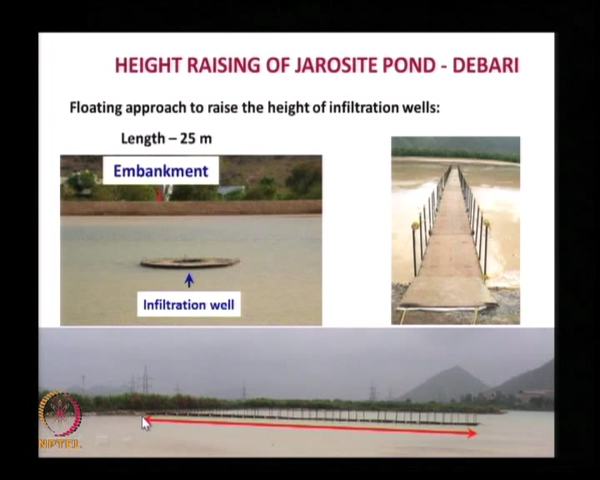 HEIGHT RAISING OF JAROSITE POND - DEBARI
Floating approach to raise the height of infiltration wells:
Length – 25 m
Embankment
Infiltration well
NPTEL